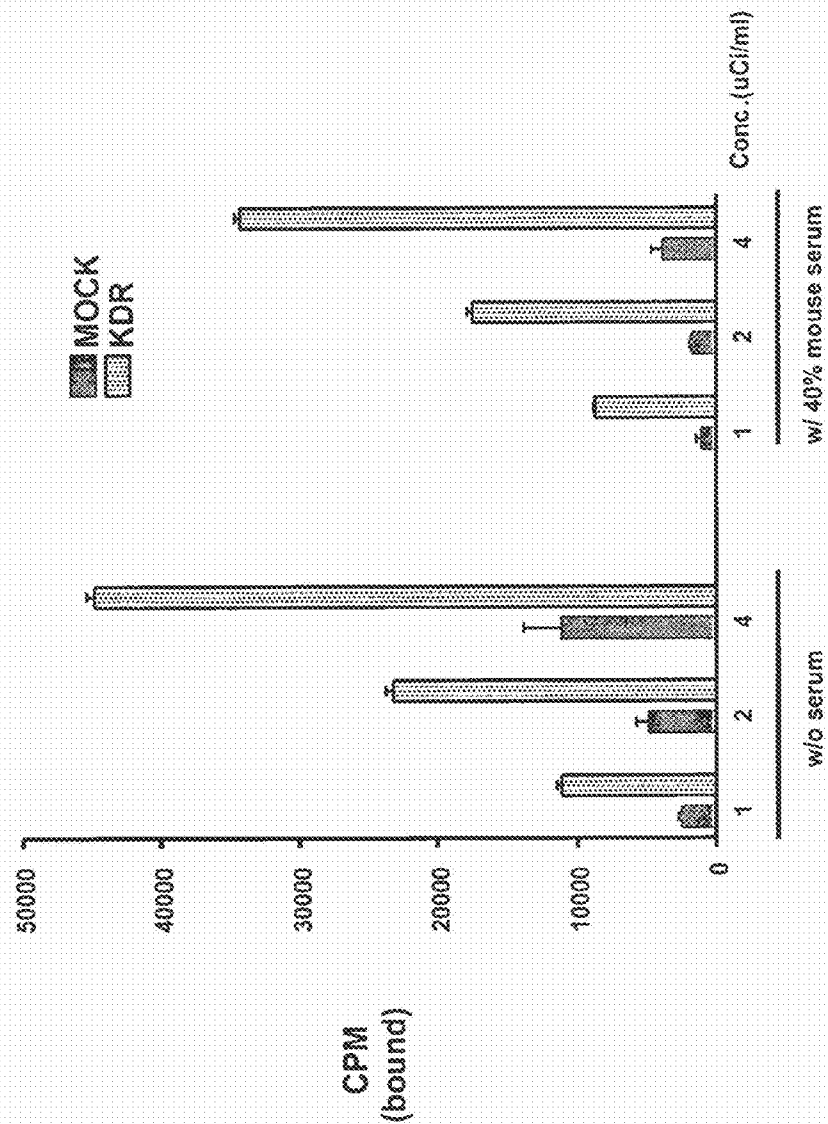 MOCK
KDR
CPM
(bound)
50000
40000
30000
20000
10000
0
1 2 4 1 2 4 Conc.(uCi/ml)
w/o serum w/ 40% mouse serum